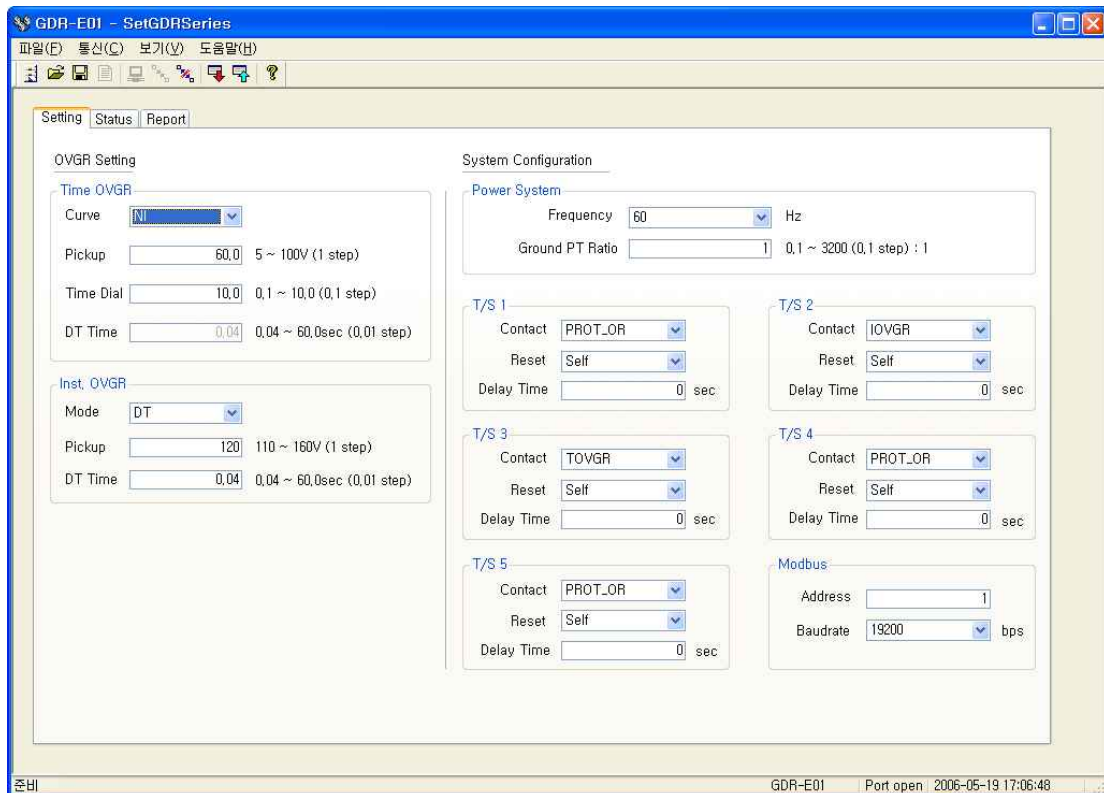 GDR-E01 - SetGDRSeries
파일(F) 통신(C) 보기(V) 도움말(H)
Setting Status Report
OVGR Setting
Time OVGR
Curve NI
Pickup 60,0 5 ~ 100V (1 step)
Time Dial 10,0 0,1 ~ 10,0 (0,1 step)
DT Time 0,04 0,04 ~ 60,0sec (0,01 step)
Inst, OVGR
Mode DT
Pickup 120 110 ~ 160V (1 step)
DT Time 0,04 0,04 ~ 60,0sec (0,01 step)
System Configuration
Power System
Frequency 60 Hz
Ground PT Ratio 1 0,1 ~ 3200 (0,1 step) : 1
T/S 1
Contact PROT_OR
Reset Self
Delay Time 0 sec
T/S 2
Contact IOVGR
Reset Self
Delay Time 0 sec
T/S 3
Contact TOVGR
Reset Self
Delay Time 0 sec
T/S 4
Contact PROT_OR
Reset Self
Delay Time 0 sec
T/S 5
Contact PROT_OR
Reset Self
Delay Time 0 sec
Modbus
Address 1
Baudrate 19200 bps
준비 GDR-E01 Port open 2006-05-19 17:06:48